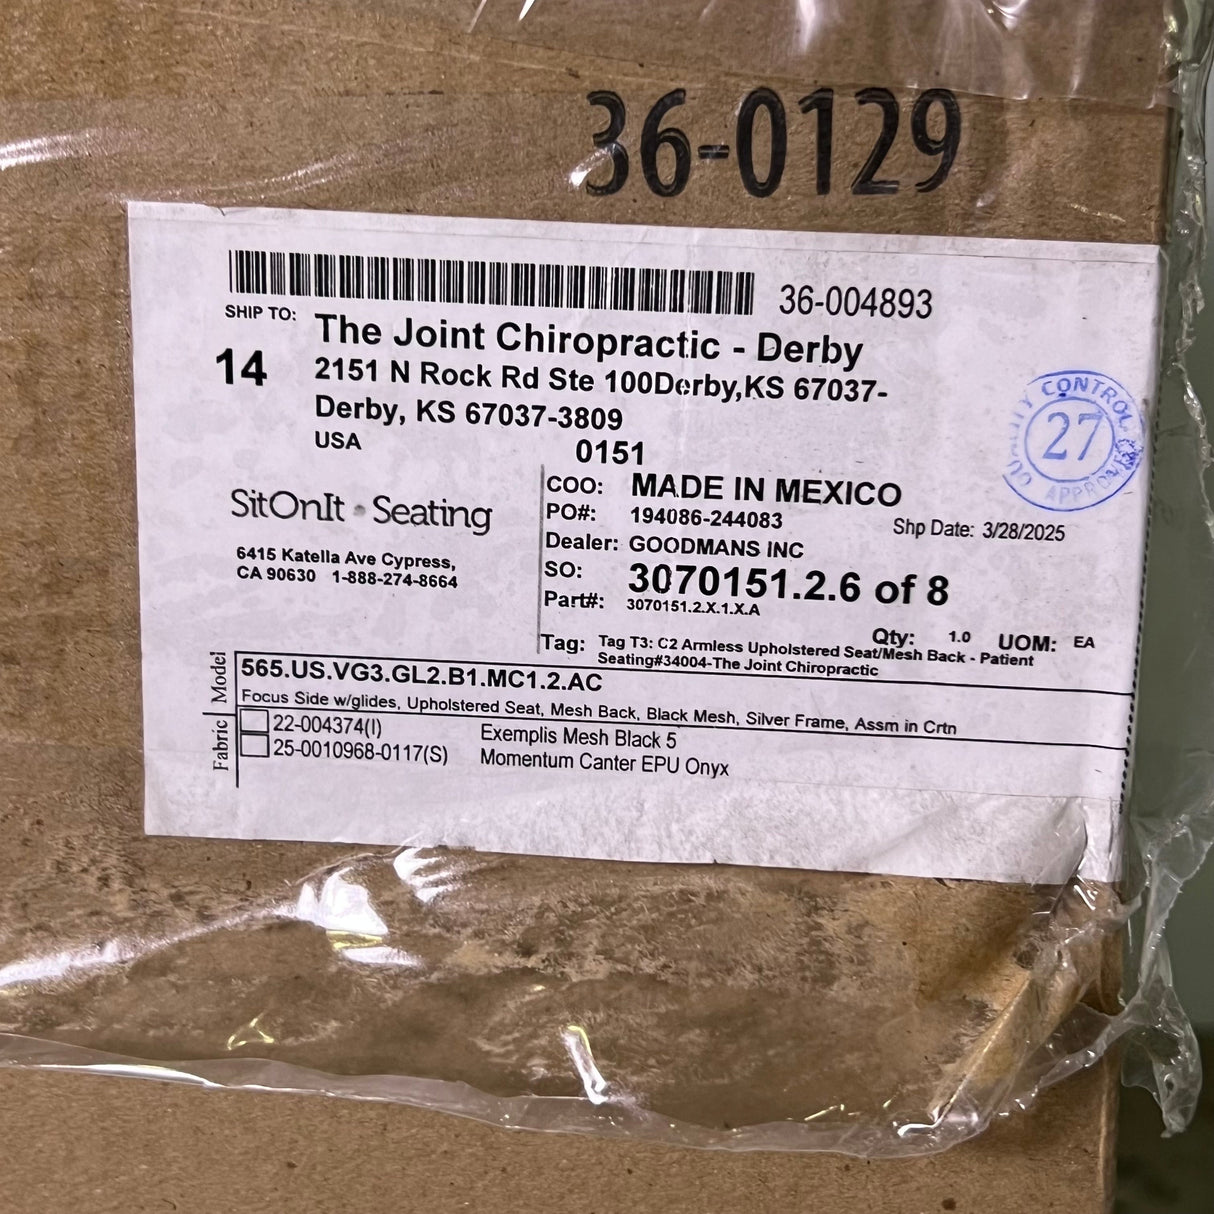 36-0129
36-004893
SHIP TO:
The Joint Chiropractic - Derby
14
2151 N Rock Rd Ste 100Derby,KS 67037-
Derby, KS 67037-3809
USA
0151
QUALITY CONTROL
27
APPROVED
SitOnIt Seating
6415 Katella Ave Cypress,
CA 90630 1-888-274-8664
COO: MADE IN MEXICO
PO#: 194086-244083
Shp Date: 3/28/2025
Dealer: GOODMANS INC
SO: 3070151.2.6 of 8
Part#: 3070151.2.X.1.X.A
Qty: 1.0 UOM: EA
Tag: Tag T3: C2 Armless Upholstered Seat/Mesh Back - Patient
Seating#34004-The Joint Chiropractic
Model
565.US.VG3.GL2.B1.MC1.2.AC
Focus Side w/glides, Upholstered Seat, Mesh Back, Black Mesh, Silver Frame, Assm in Crtn
Fabric
22-004374(I) Exemplis Mesh Black 5
25-0010968-0117(S) Momentum Canter EPU Onyx